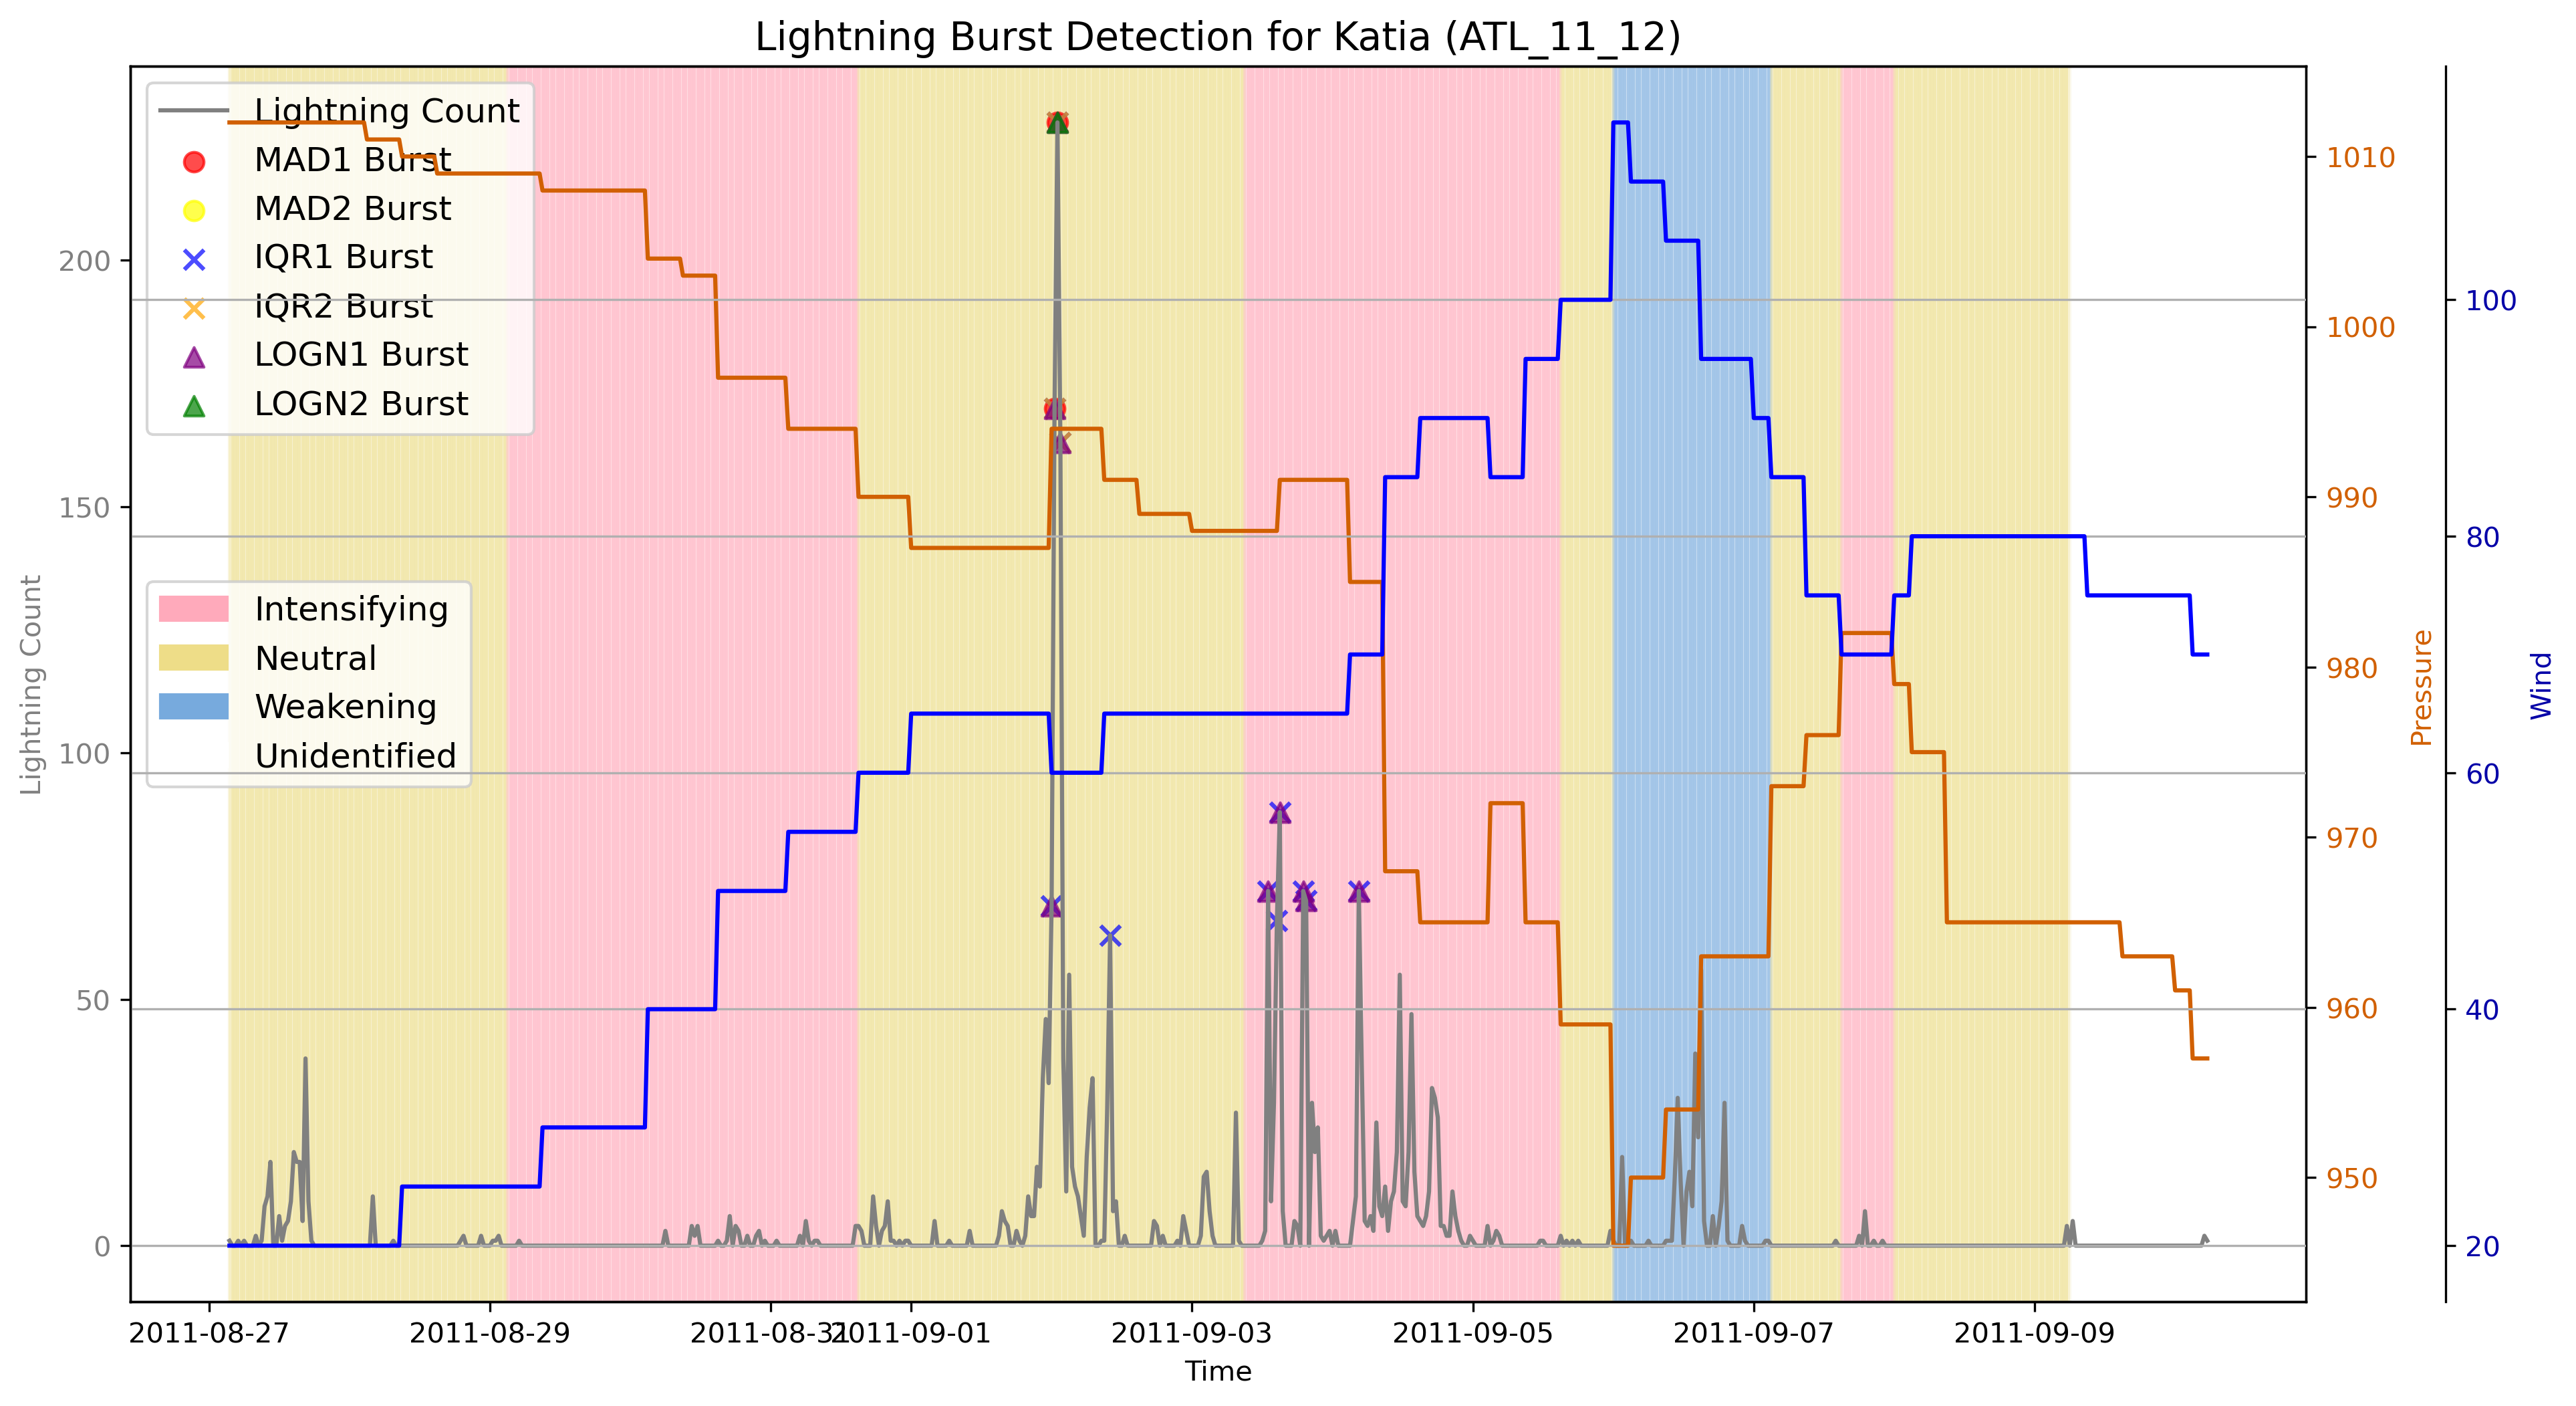 Lightning Burst Detection for Katia (ATL_11_12)
Lightning Count
MAD1 Burst
MAD2 Burst
IQR1 Burst
IQR2 Burst
LOGN1 Burst
LOGN2 Burst
Intensifying
Neutral
Weakening
Unidentified
Lightning Count
200
150
100
50
0
1010
1000
990
980
970
960
950
Pressure
100
80
60
40
20
Wind
2011-08-27
2011-08-29
2011-08-31
2011-09-01
2011-09-03
2011-09-05
2011-09-07
2011-09-09
Time